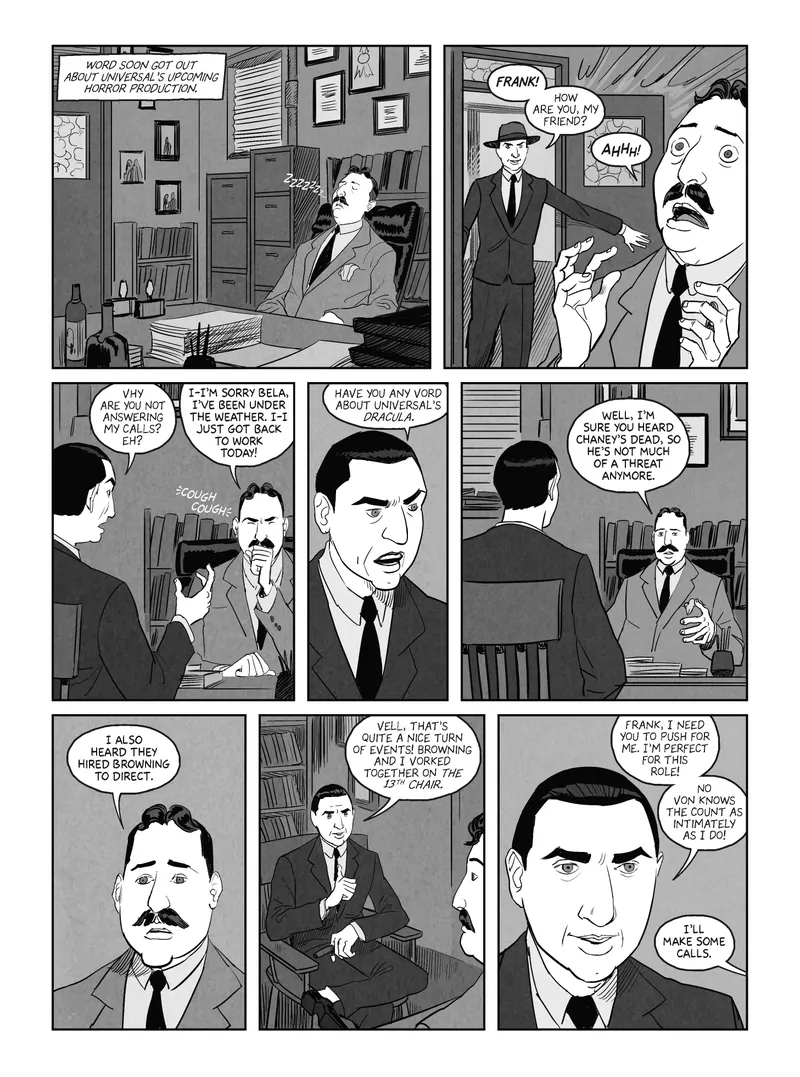 WORD SOON GOT OUT
ABOUT UNIVERSAL'S UPCOMING
HORROR PRODUCTION.
ZZZZZZZ
FRANK!
HOW
ARE YOU, MY
FRIEND?
AHHH!
VHY
ARE YOU NOT
ANSWERING
MY CALLS?
EH?
I-I'M SORRY BELA,
I'VE BEEN UNDER
THE WEATHER. I-I
JUST GOT BACK
TO WORK
TODAY!
COUGH
COUGH
HAVE YOU ANY VORD
ABOUT UNIVERSAL'S
DRACULA.
WELL, I'M
SURE YOU HEARD
CHANEY'S DEAD, SO
HE'S NOT MUCH
OF A THREAT
ANYMORE.
I ALSO
HEARD THEY
HIRED BROWNING
TO DIRECT.
VELL, THAT'S
QUITE A NICE TURN
OF EVENTS! BROWNING
AND I VORKED
TOGETHER ON THE
13TH CHAIR.
FRANK, I NEED
YOU TO PUSH FOR
ME. I'M PERFECT
FOR THIS
ROLE!
NO
VON KNOWS
THE COUNT AS
INTIMATELY
AS I DO!
I'LL
MAKE SOME
CALLS.